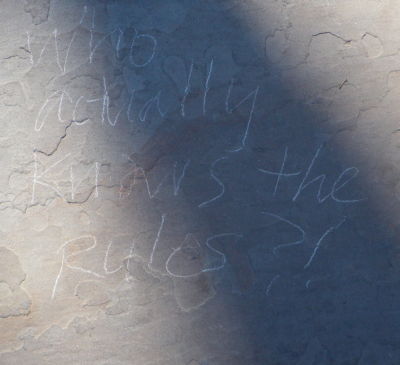 Who
actually
Knows the
Rules?!